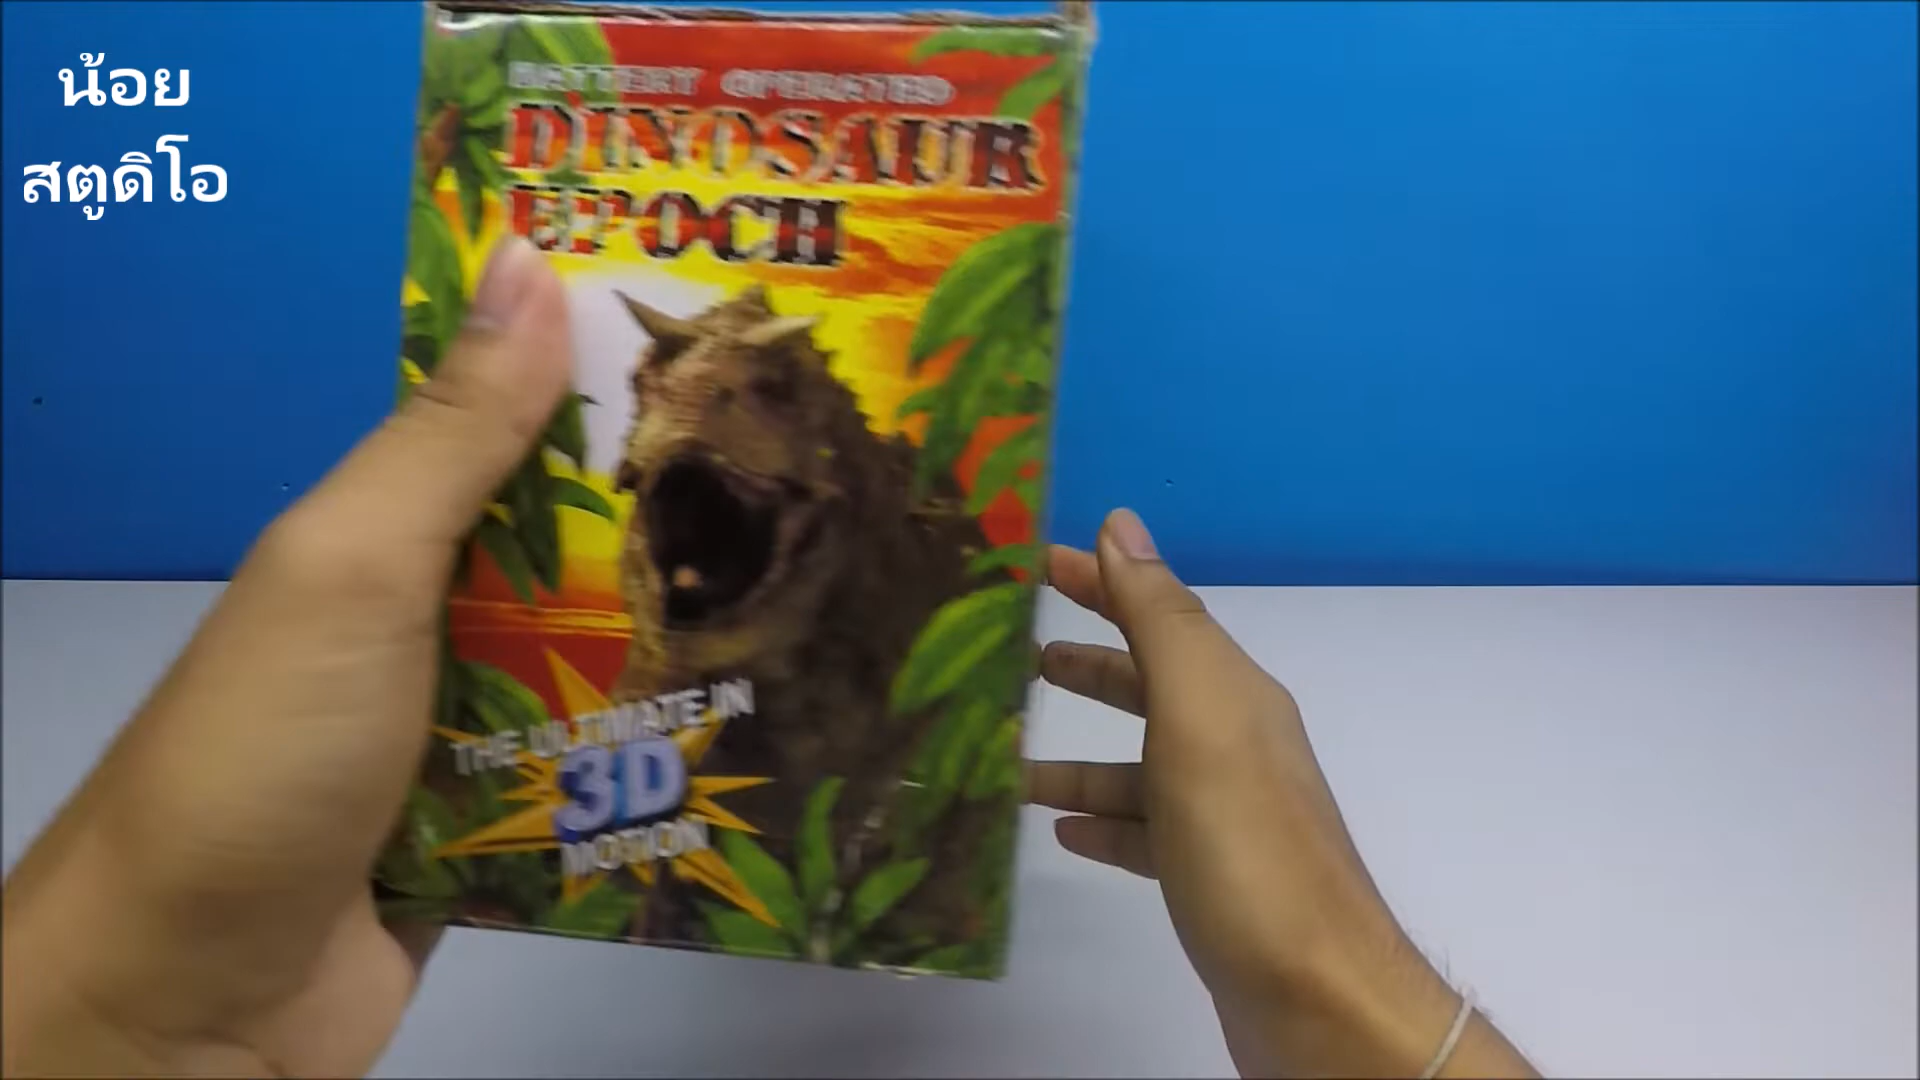 น้อย
สตูดิโอ
BATTERY OPERATED
DINOSAUR
EPOCH
THE ULTIMATE IN
3D
MOTION